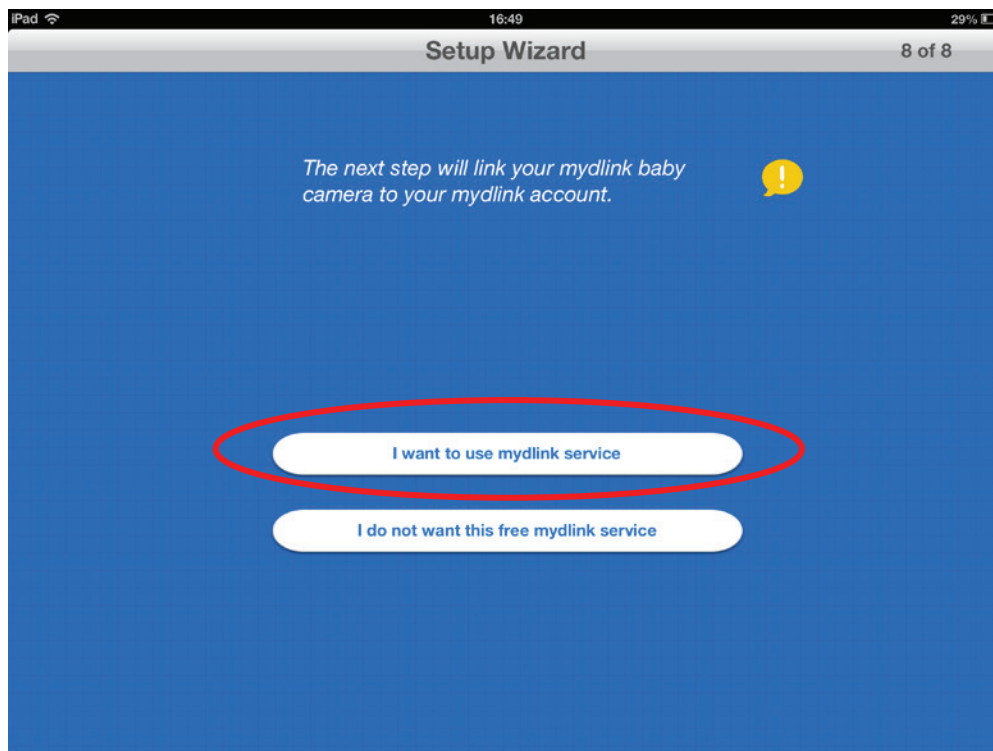 iPad 16:49 29%
Setup Wizard 8 of 8
The next step will link your mydlink baby
camera to your mydlink account.
!
I want to use mydlink service
I do not want this free mydlink service